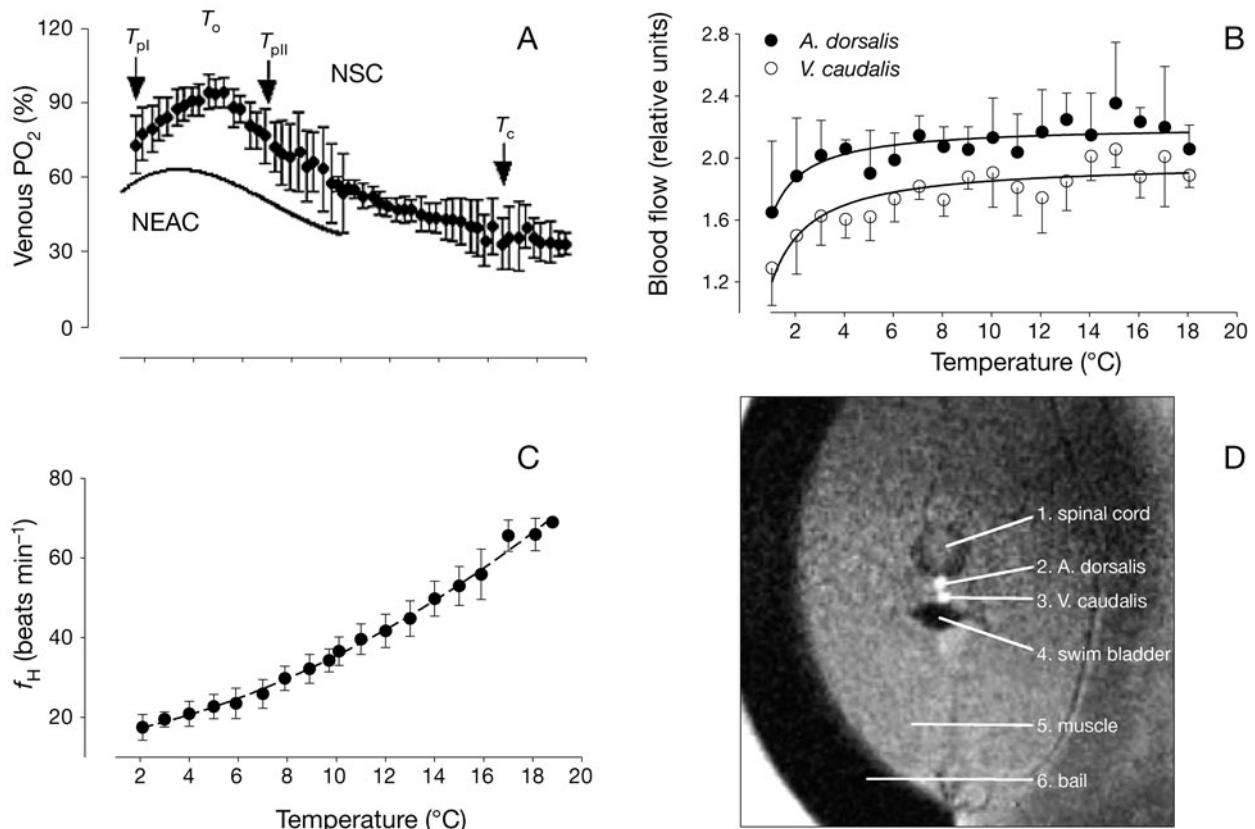 A
T_o
T_pI
T_pII
NSC
T_c
NEAC
Venous PO₂ (%)
120
90
60
30
0
B
A. dorsalis
V. caudalis
Blood flow (relative units)
2.8
2.4
2.0
1.6
1.2
2 4 6 8 10 12 14 16 18 20
Temperature (°C)
C
f_H (beats min⁻¹)
80
60
40
20
2 4 6 8 10 12 14 16 18 20
Temperature (°C)
D
1. spinal cord
2. A. dorsalis
3. V. caudalis
4. swim bladder
5. muscle
6. bail